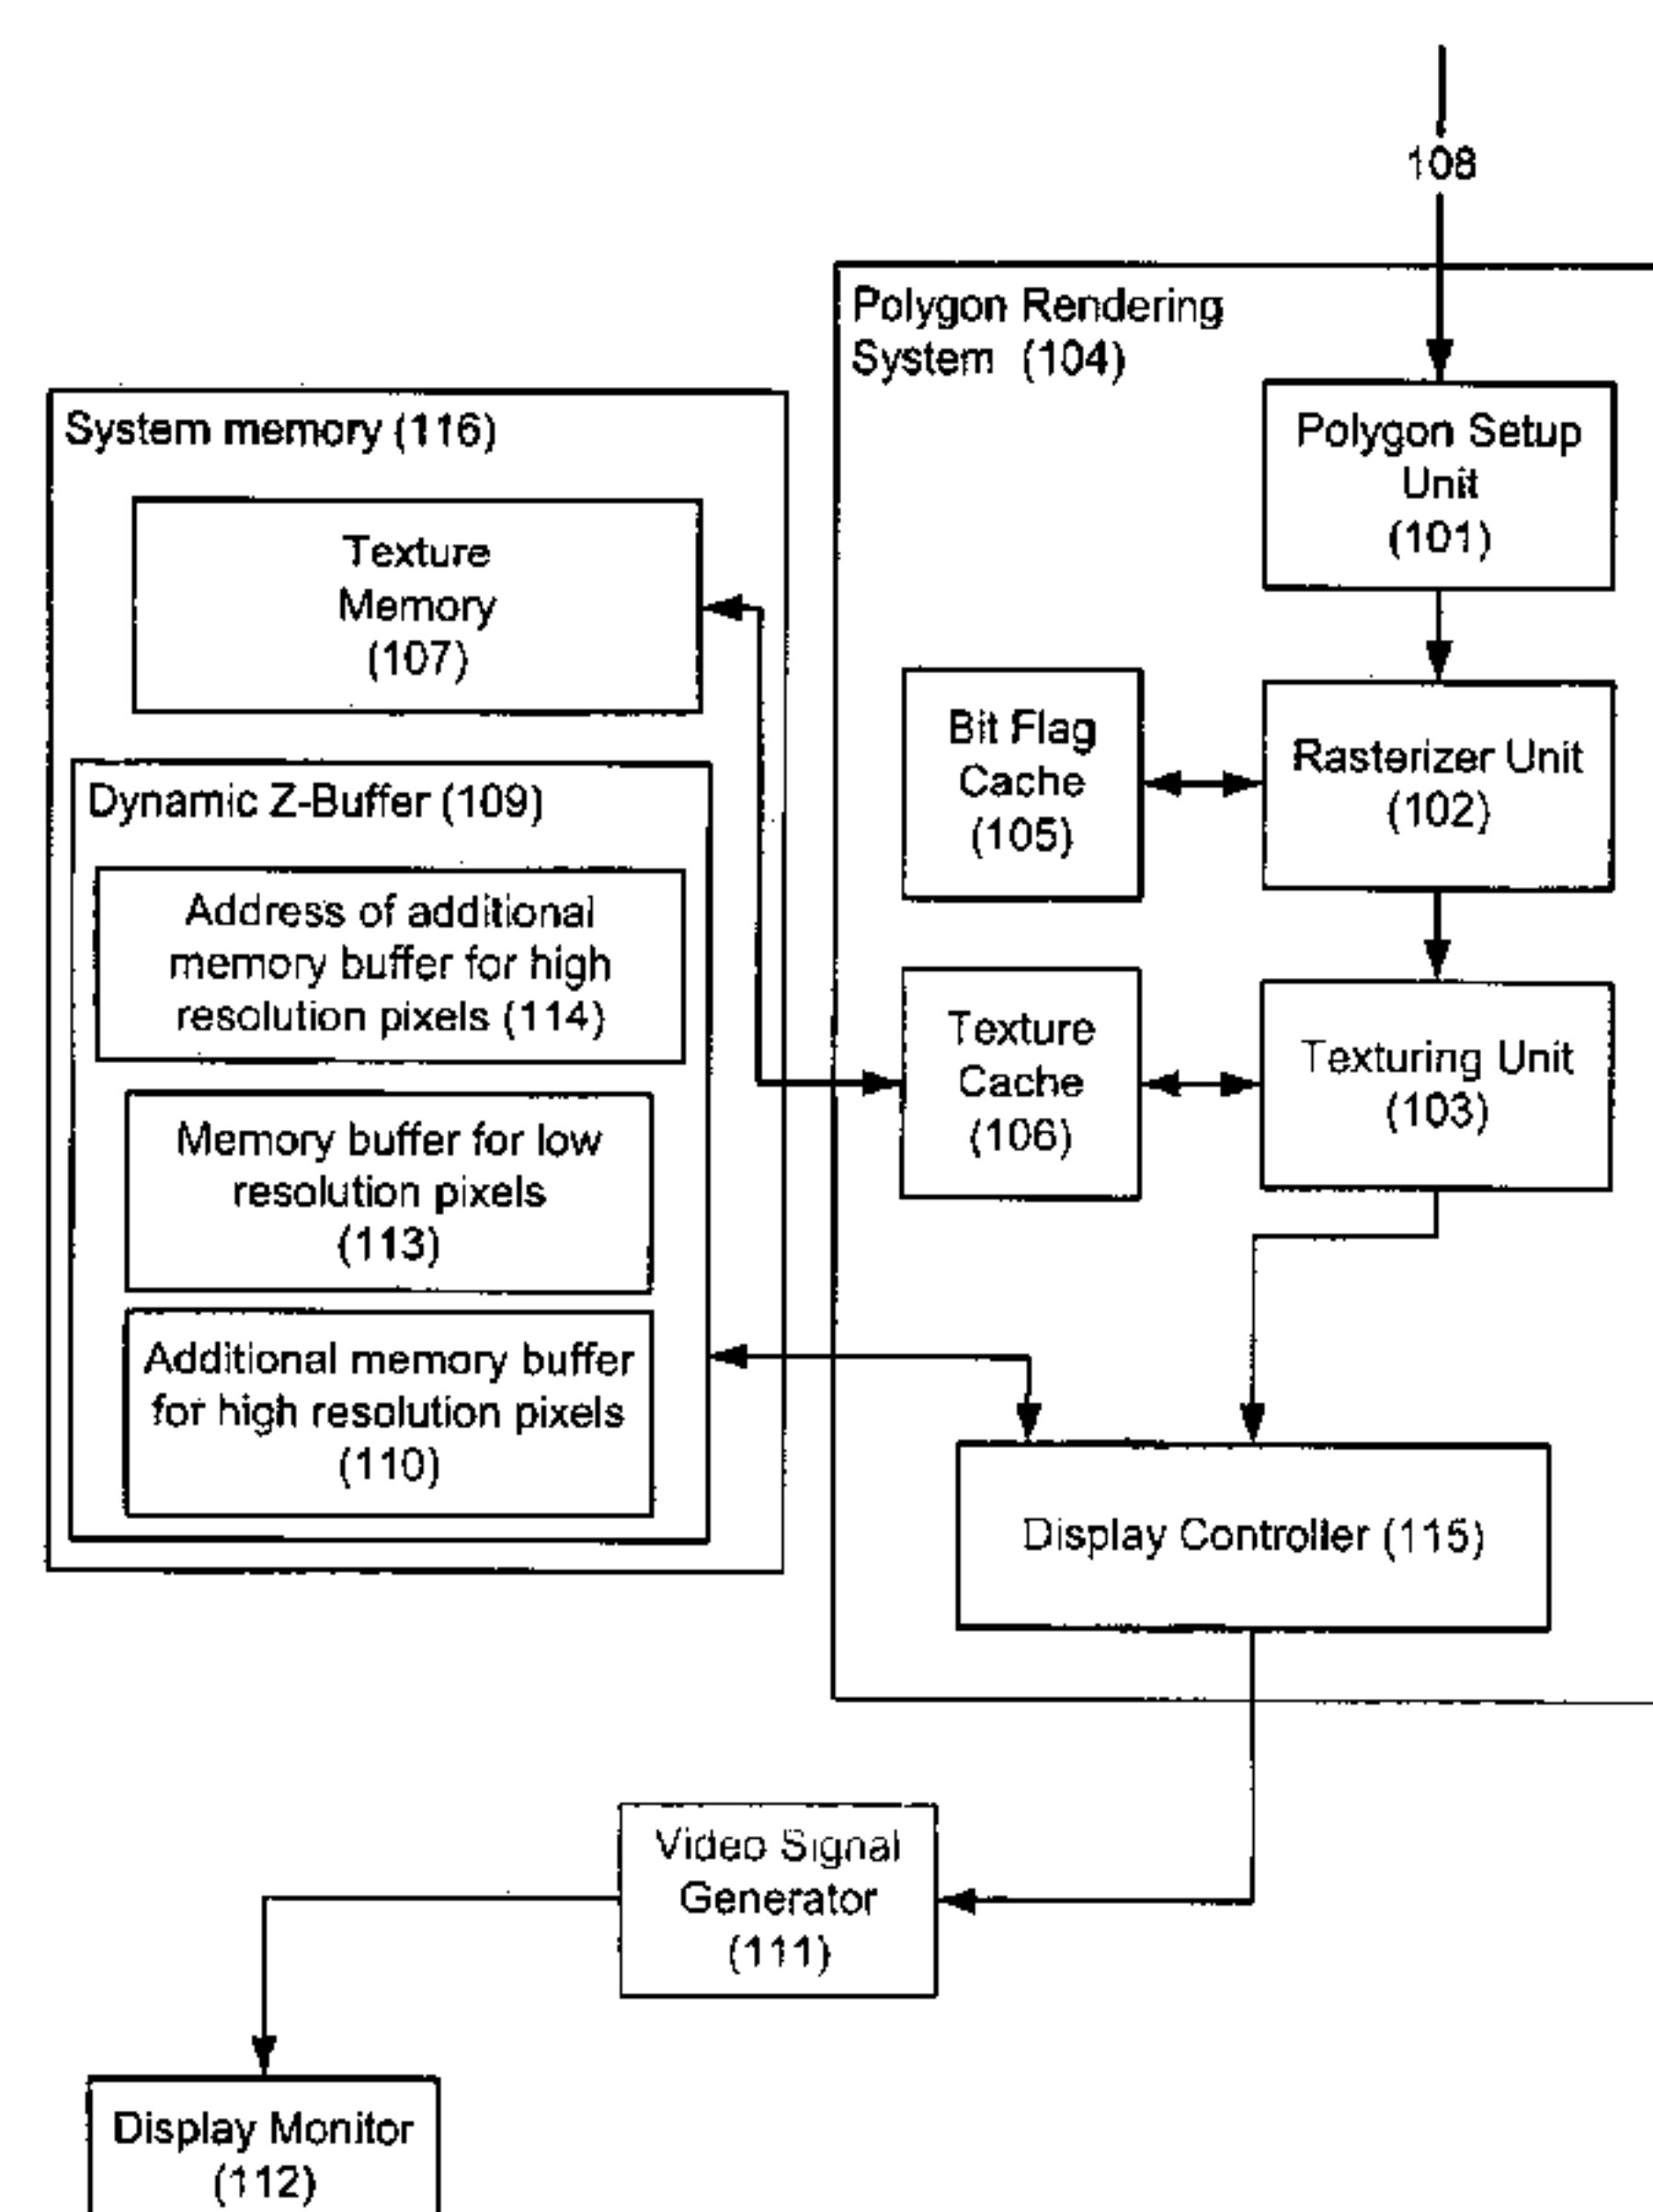 108
Polygon Rendering
System (104)
Polygon Setup
Unit
(101)
System memory (116)
Texture
Memory
(107)
Bit Flag
Cache
(105)
Rasterizer Unit
(102)
Dynamic Z-Buffer (109)
Address of additional
memory buffer for high
resolution pixels (114)
Texture
Cache
(106)
Texturing Unit
(103)
Memory buffer for low
resolution pixels
(113)
Additional memory buffer
for high resolution pixels
(110)
Display Controller (115)
Video Signal
Generator
(111)
Display Monitor
(112)